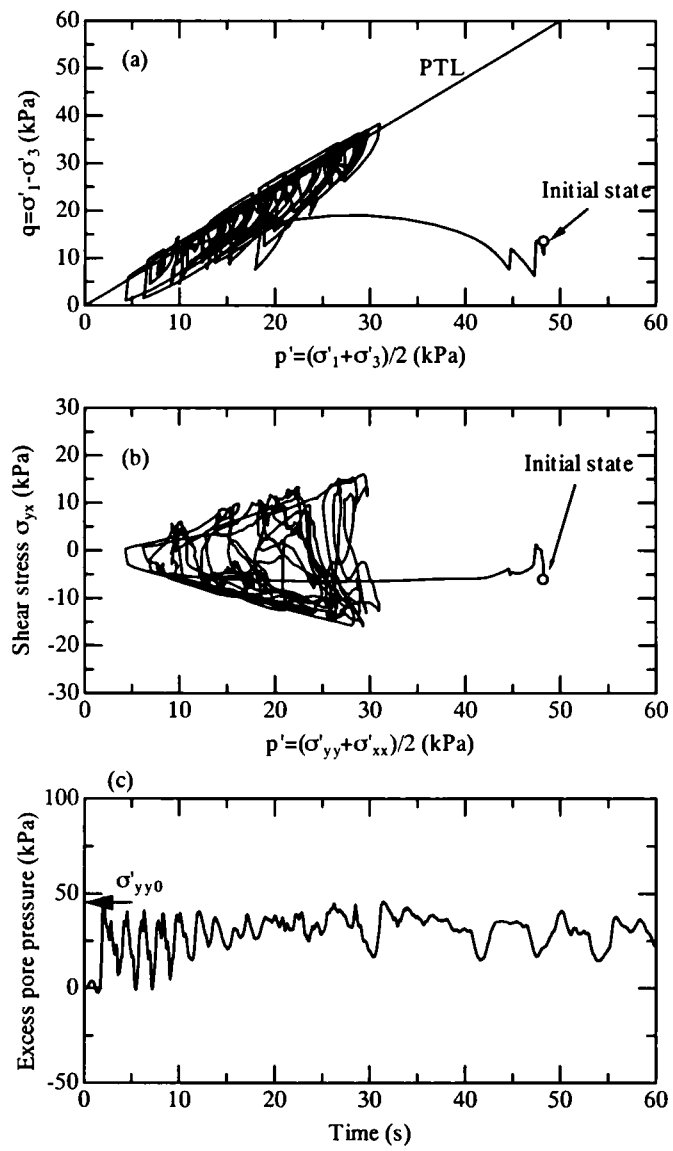 60
50
40
30
20
10
0
q=σ'₁-σ'₃ (kPa)
(a)
PTL
Initial state
0 10 20 30 40 50 60
p'=(σ'₁+σ'₃)/2 (kPa)
30
20
10
0
-10
-20
-30
Shear stress σyx (kPa)
(b)
Initial state
0 10 20 30 40 50 60
p'=(σ'yy+σ'xx)/2 (kPa)
(c)
100
50
0
-50
Excess pore pressure (kPa)
σ'yy0
0 10 20 30 40 50 60
Time (s)